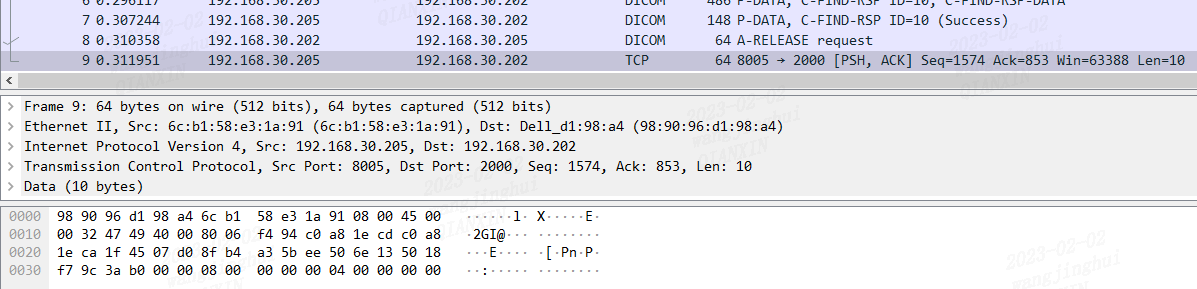 6 0.296117 192.168.30.205 192.168.30.202 DICOM 486 P-DATA, C-FIND-RSP ID=10, C-FIND-RSP-DATA
7 0.307244 192.168.30.205 192.168.30.202 DICOM 148 P-DATA, C-FIND-RSP ID=10 (Success)
8 0.310358 192.168.30.202 192.168.30.205 DICOM 64 A-RELEASE request
9 0.311951 192.168.30.205 192.168.30.202 TCP 64 8005 → 2000 [PSH, ACK] Seq=1574 Ack=853 Win=63388 Len=10
Frame 9: 64 bytes on wire (512 bits), 64 bytes captured (512 bits)
Ethernet II, Src: 6c:b1:58:e3:1a:91 (6c:b1:58:e3:1a:91), Dst: Dell_d1:98:a4 (98:90:96:d1:98:a4)
Internet Protocol Version 4, Src: 192.168.30.205, Dst: 192.168.30.202
Transmission Control Protocol, Src Port: 8005, Dst Port: 2000, Seq: 1574, Ack: 853, Len: 10
Data (10 bytes)
0000 98 90 96 d1 98 a4 6c b1 58 e3 1a 91 08 00 45 00 ······l· X·····E·
0010 00 32 47 49 40 00 80 06 f4 94 c0 a8 1e cd c0 a8 ·2GI@··· ········
0020 1e ca 1f 45 07 d0 8f b4 a3 5b ee 50 6e 13 50 18 ···E···· ·[·Pn·P·
0030 f7 9c 3a b0 00 00 08 00 00 00 00 04 00 00 00 00 ··:····· ········
2023-02-02
wangjinghui
QIANXIN